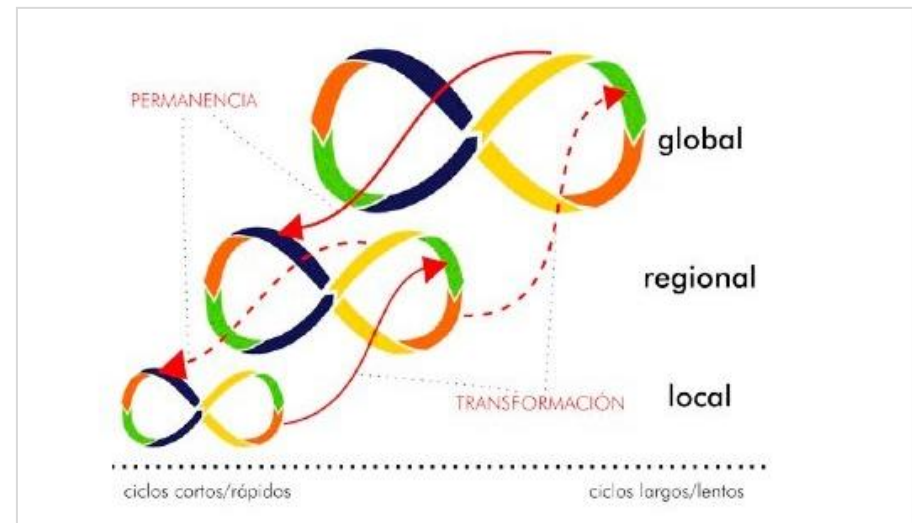 PERMANENCIA
global
regional
TRANSFORMACIÓN
local
ciclos cortos/rápidos
ciclos largos/lentos